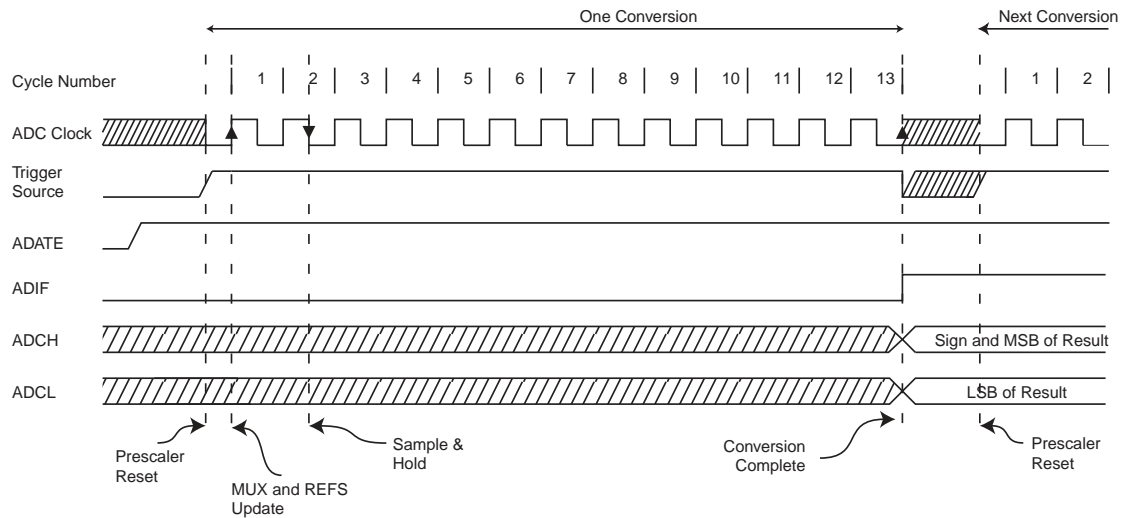 One Conversion
Next Conversion
Cycle Number
1 2 3 4 5 6 7 8 9 10 11 12 13 1 2
ADC Clock
Trigger
Source
ADATE
ADIF
ADCH
Sign and MSB of Result
ADCL
LSB of Result
Prescaler
Reset
MUX and REFS
Update
Sample &
Hold
Conversion
Complete
Prescaler
Reset